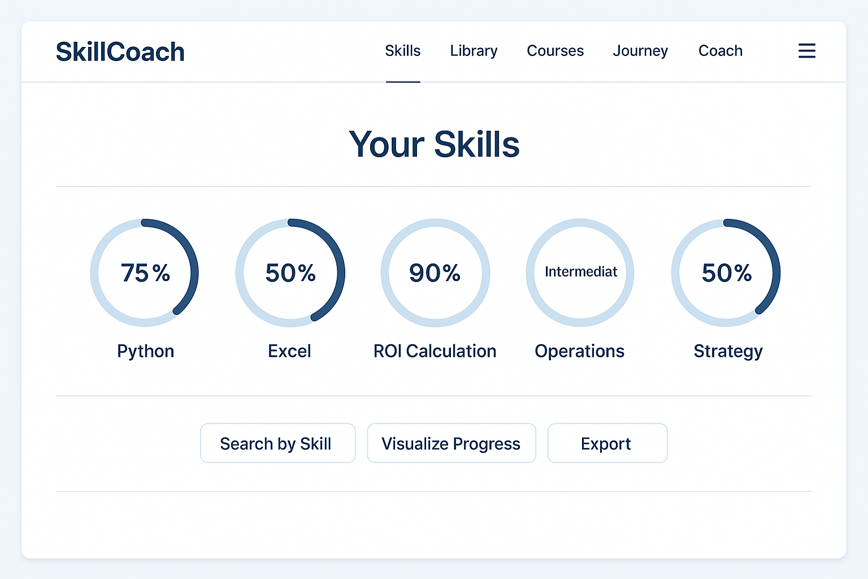 SkillCoach
Skills Library Courses Journey Coach
Your Skills
75% 50% 90% Intermediat 50%
Python Excel ROI Calculation Operations Strategy
Search by Skill Visualize Progress Export